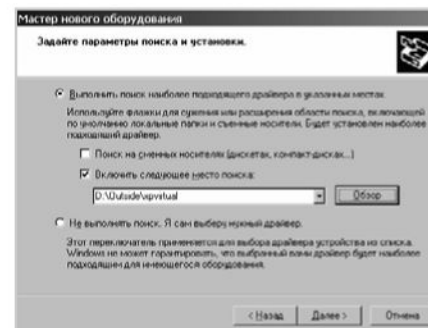 Мастер нового оборудования
Задайте параметры поиска и установки.
Выполнить поиск наиболее подходящего драйвера в указанных местах.
Используйте флажки для сужения или расширения области поиска, включающей
по умолчанию локальные папки и съемные носители. Будет установлен наиболее
подходящий драйвер.
Поиск на сменных носителях (дискетах, компакт-дисках...)
Включить следующее место поиска:
D:\Outside\wpvirtual
Обзор
Не выполнять поиск. Я сам выберу нужный драйвер.
Этот переключатель применяется для выбора драйвера устройства из списка.
Windows не может гарантировать, что выбранный вами драйвер будет наиболее
подходящим для имеющегося оборудования.
< Назад
Далее >
Отмена